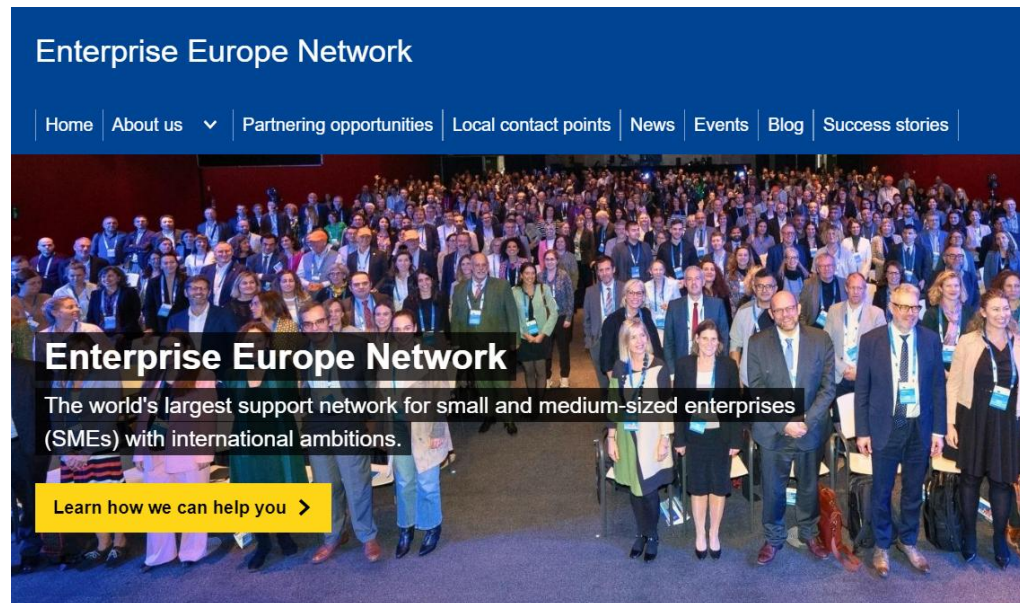 Enterprise Europe Network
Home
About us
Partnering opportunities
Local contact points
News
Events
Blog
Success stories
Enterprise Europe Network
The world's largest support network for small and medium-sized enterprises
(SMEs) with international ambitions.
Learn how we can help you